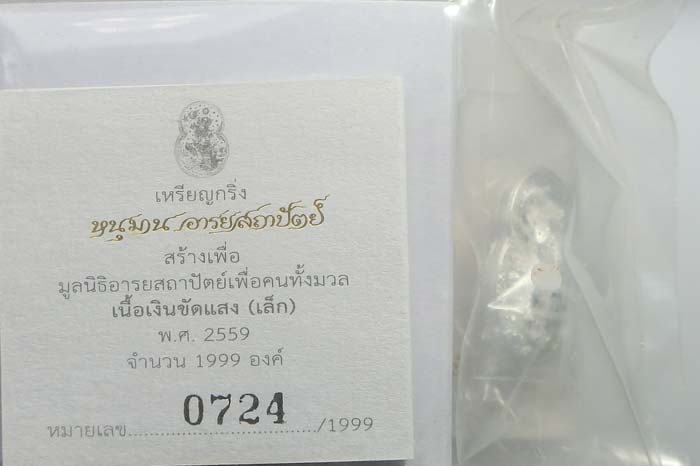 เหรียญกริ่ง
หนุมาน อารยสถาปัตย์
สร้างเพื่อ
มูลนิธิอารยสถาปัตย์เพื่อคนทั้งมวล
เนื้อเงินขัดแสง (เล็ก)
พ.ศ. 2559
จำนวน 1999 องค์
หมายเลข........0724......../1999